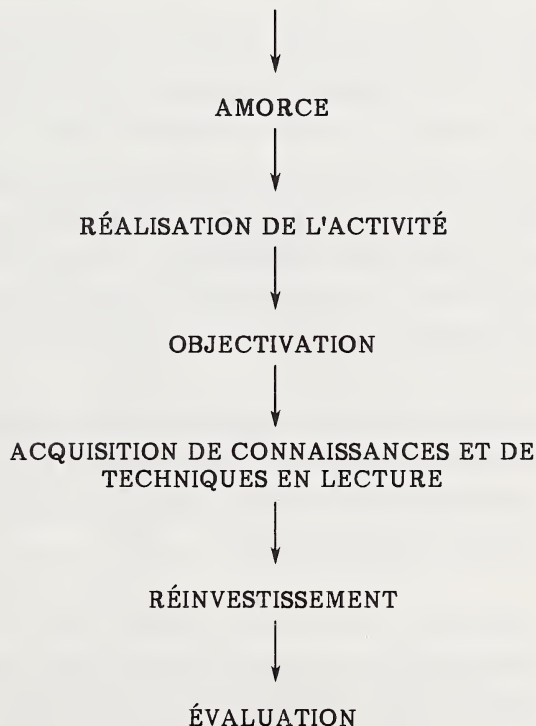 AMORCE
RÉALISATION DE L'ACTIVITÉ
OBJECTIVATION
ACQUISITION DE CONNAISSANCES ET DE
TECHNIQUES EN LECTURE
RÉINVESTISSEMENT
ÉVALUATION